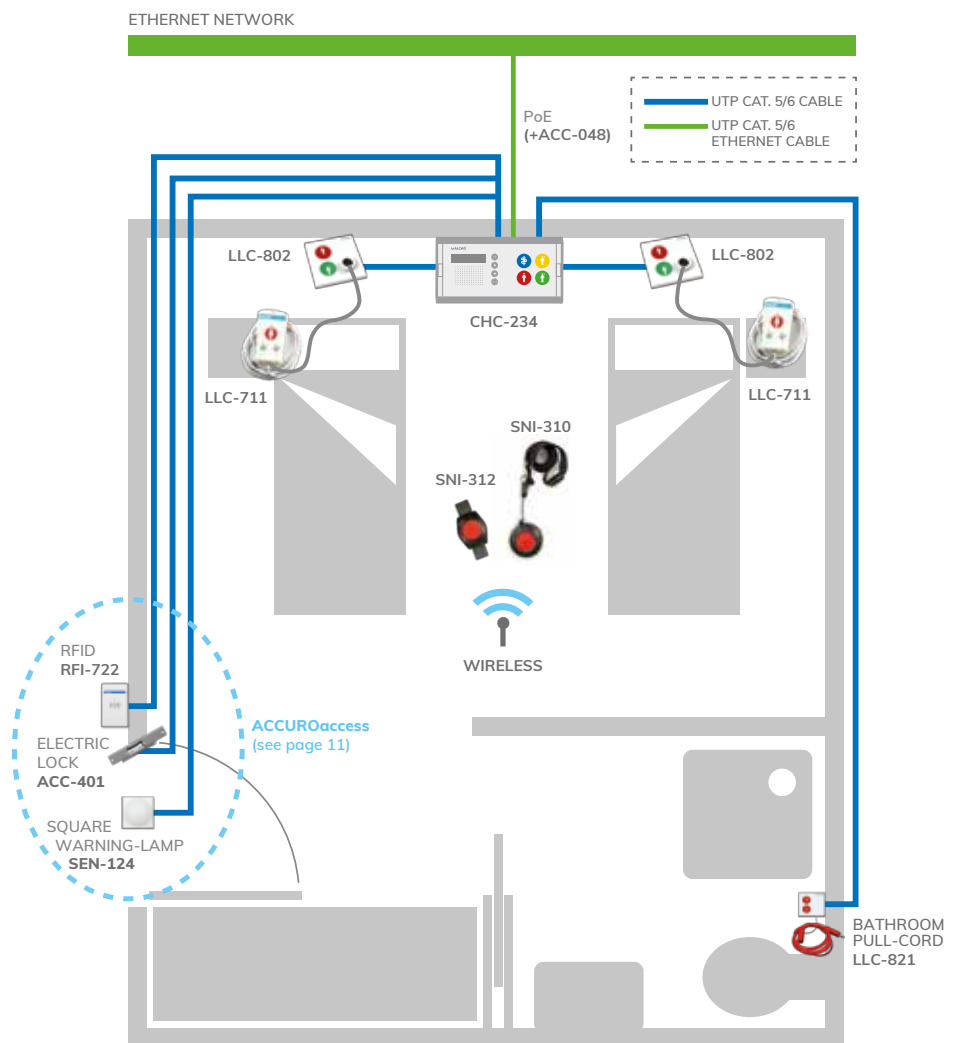 ETHERNET NETWORK
UTP CAT. 5/6 CABLE
UTP CAT. 5/6
ETHERNET CABLE
PoE
(+ACC-048)
LLC-802
LLC-802
CHC-234
LLC-711
LLC-711
SNI-310
SNI-312
WIRELESS
RFID
RFI-722
ELECTRIC
LOCK
ACC-401
SQUARE
WARNING-LAMP
SEN-124
ACCUROaccess
(see page 11)
BATHROOM
PULL-CORD
LLC-821